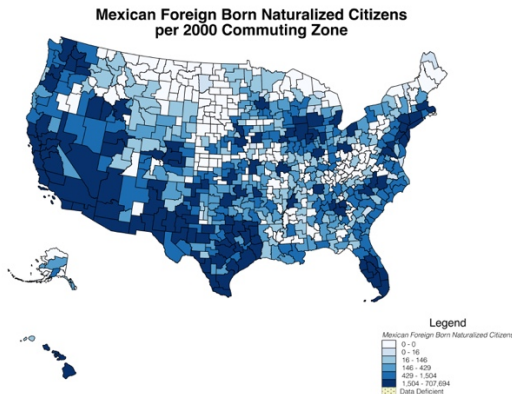 Mexican Foreign Born Naturalized Citizens
per 2000 Commuting Zone
Legend
Mexican Foreign Born Naturalized Citizens
0 - 0
0 - 16
16 - 146
146 - 429
429 - 1,504
1,504 - 707,694
Data Deficient